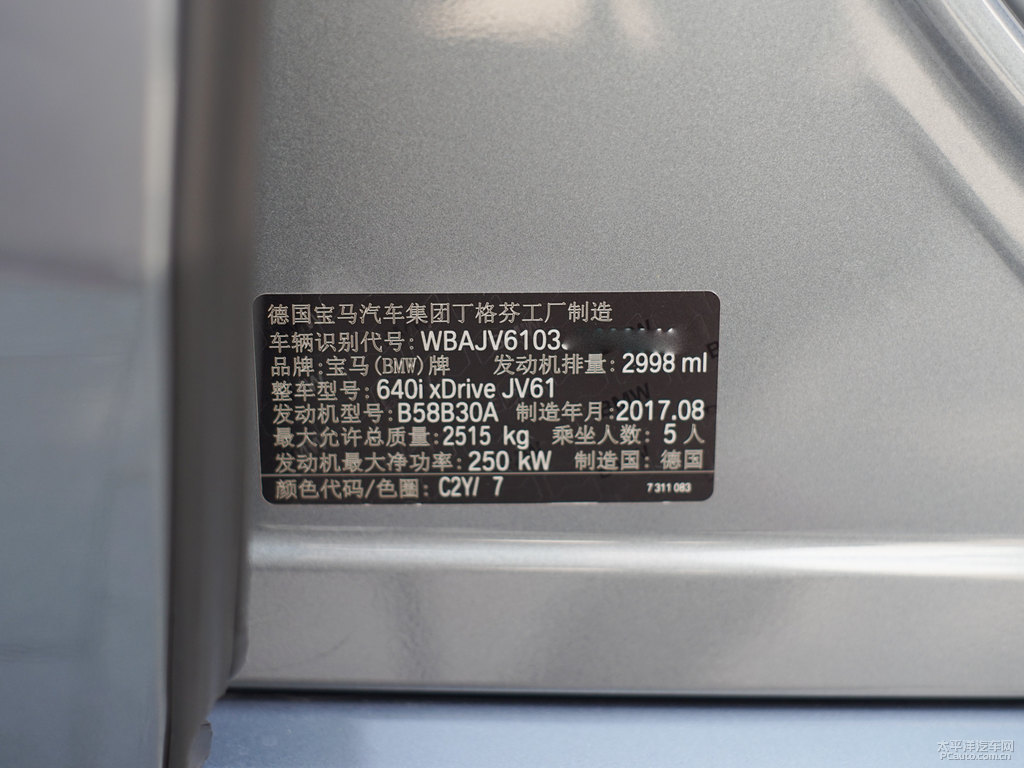 德国宝马汽车集团丁格芬工厂制造
车辆识别代号: WBAJV6103
品牌:宝马(BMW)牌 发动机排量: 2998 ml
整车型号: 640i xDrive JV61
发动机型号: B58B30A 制造年月: 2017.08
最大允许总质量: 2515 kg 乘坐人数: 5 人
发动机最大净功率: 250 kW 制造国: 德国
颜色代码/色圈: C2Y/ 7 7 311 083
太平洋汽车网
PCauto.com.cn